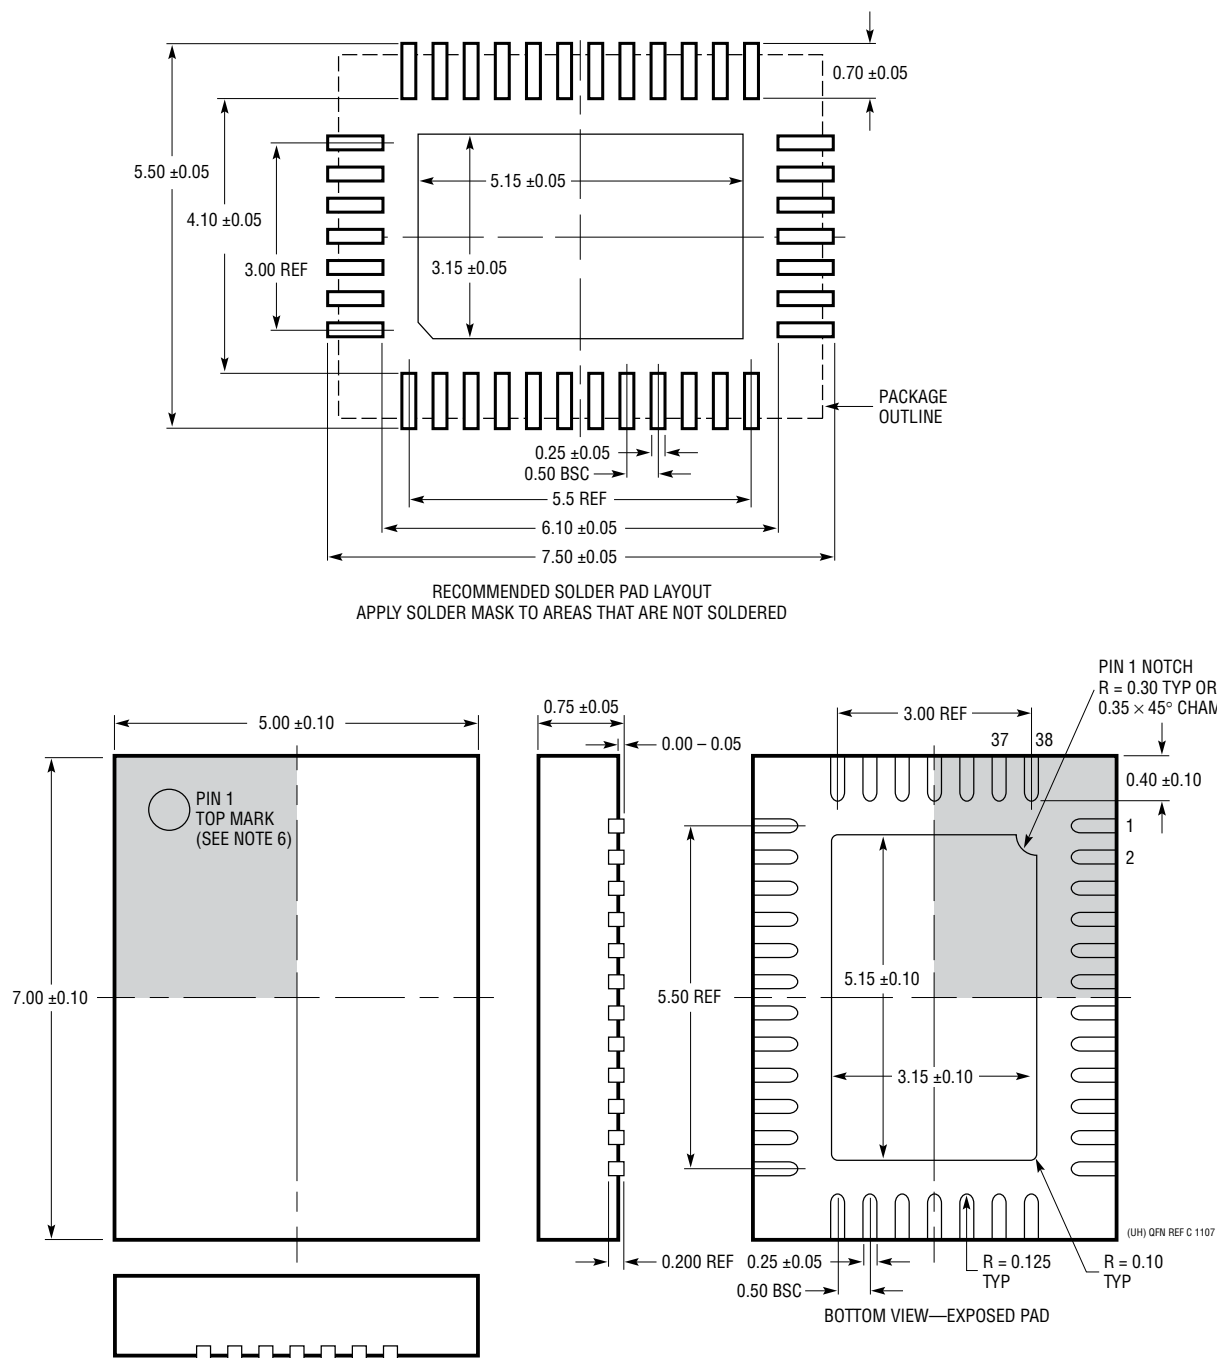 0.70 ±0.05
5.50 ±0.05
5.15 ±0.05
4.10 ±0.05
3.00 REF
3.15 ±0.05
PACKAGE
OUTLINE
0.25 ±0.05
0.50 BSC
5.5 REF
6.10 ±0.05
7.50 ±0.05
RECOMMENDED SOLDER PAD LAYOUT
APPLY SOLDER MASK TO AREAS THAT ARE NOT SOLDERED
PIN 1 NOTCH
R = 0.30 TYP OR
0.35 × 45° CHAM
5.00 ±0.10
0.75 ±0.05
3.00 REF
0.00 – 0.05
37 38
0.40 ±0.10
PIN 1
TOP MARK
(SEE NOTE 6)
1
2
7.00 ±0.10
5.50 REF
5.15 ±0.10
3.15 ±0.10
(UH) QFN REF C 1107
0.200 REF
0.25 ±0.05
0.50 BSC
R = 0.125
TYP
R = 0.10
TYP
BOTTOM VIEW—EXPOSED PAD